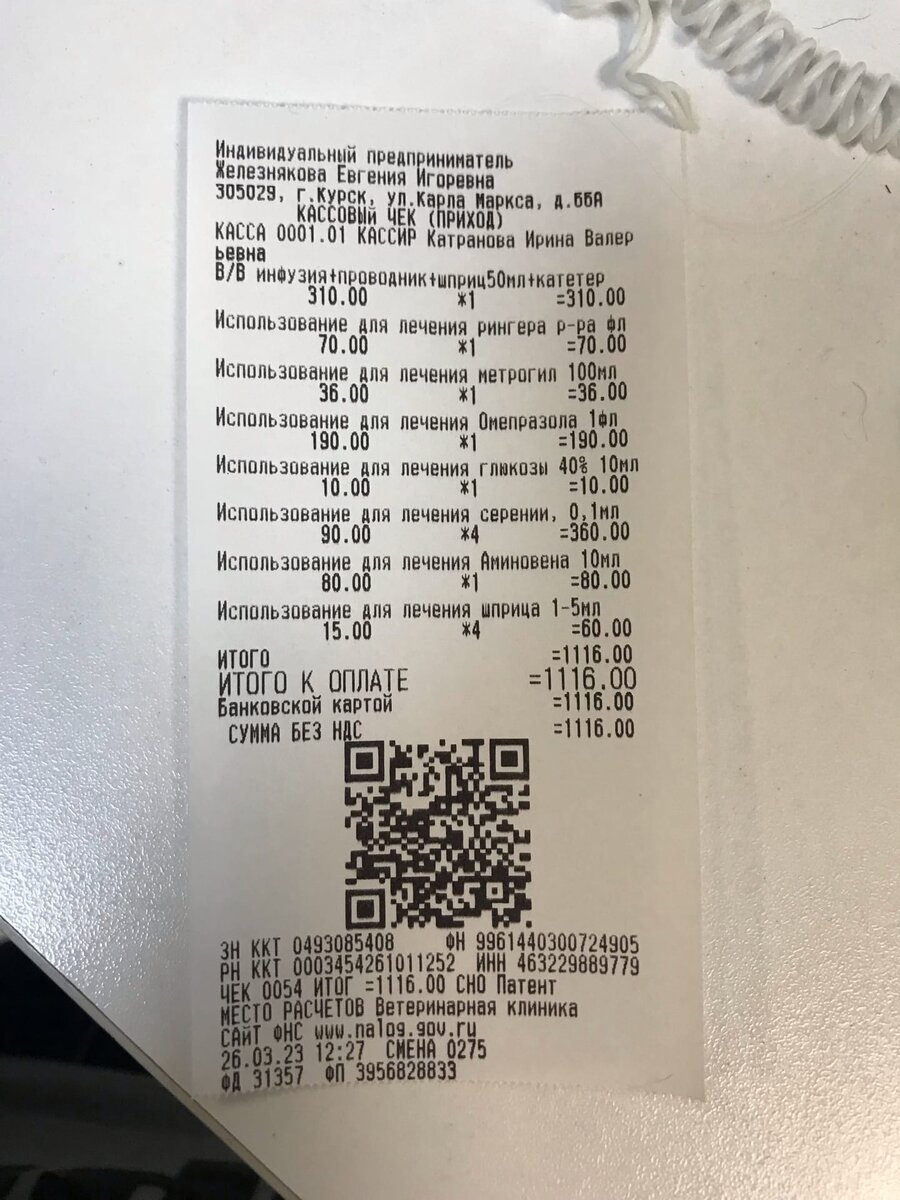 Индивидуальный предприниматель
Железнякова Евгения Игоревна
305029, г.Курск, ул.Карла Маркса, д.66А
КАССОВЫЙ ЧЕК (ПРИХОД)
КАССА 0001.01 КАССИР Катранова Ирина Валер
ьевна
В/В инфузия+проводник+шприц50мл+катетер
310.00 *1 =310.00
Использование для лечения рингера р-ра фл
70.00 *1 =70.00
Использование для лечения метрогил 100мл
36.00 *1 =36.00
Использование для лечения Омепразола 1фл
190.00 *1 =190.00
Использование для лечения глюкозы 40% 10мл
10.00 *1 =10.00
Использование для лечения серении, 0,1мл
90.00 *4 =360.00
Использование для лечения Аминовена 10мл
80.00 *1 =80.00
Использование для лечения шприца 1-5мл
15.00 *4 =60.00
ИТОГО =1116.00
ИТОГО К ОПЛАТЕ =1116.00
Банковской картой =1116.00
СУММА БЕЗ НДС =1116.00
ЗН ККТ 0493085408 ФН 9961440300724905
РН ККТ 0003454261011252 ИНН 463229889779
ЧЕК 0054 ИТОГ =1116.00 СНО Патент
МЕСТО РАСЧЕТОВ Ветеринарная клиника
САЙТ ФНС www.nalog.gov.ru
26.03.23 12:27 СМЕНА 0275
ФД 31357 ФП 3956828833